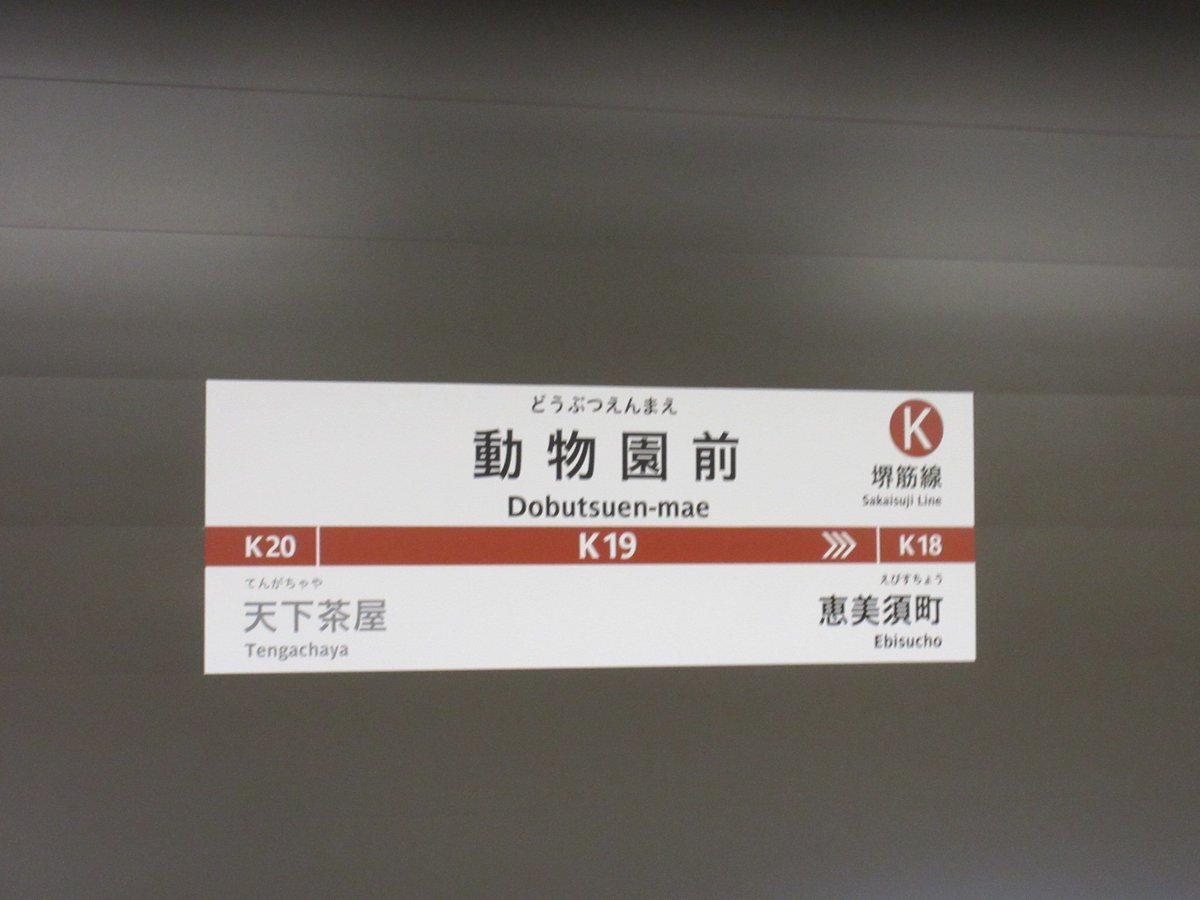 どうぶつえんまえ
動物園前
Dobutsuen-mae
K
堺筋線
Sakaisuji Line
K20
K19
K18
てんがちゃや
天下茶屋
Tengachaya
えびすちょう
恵美須町
Ebisucho